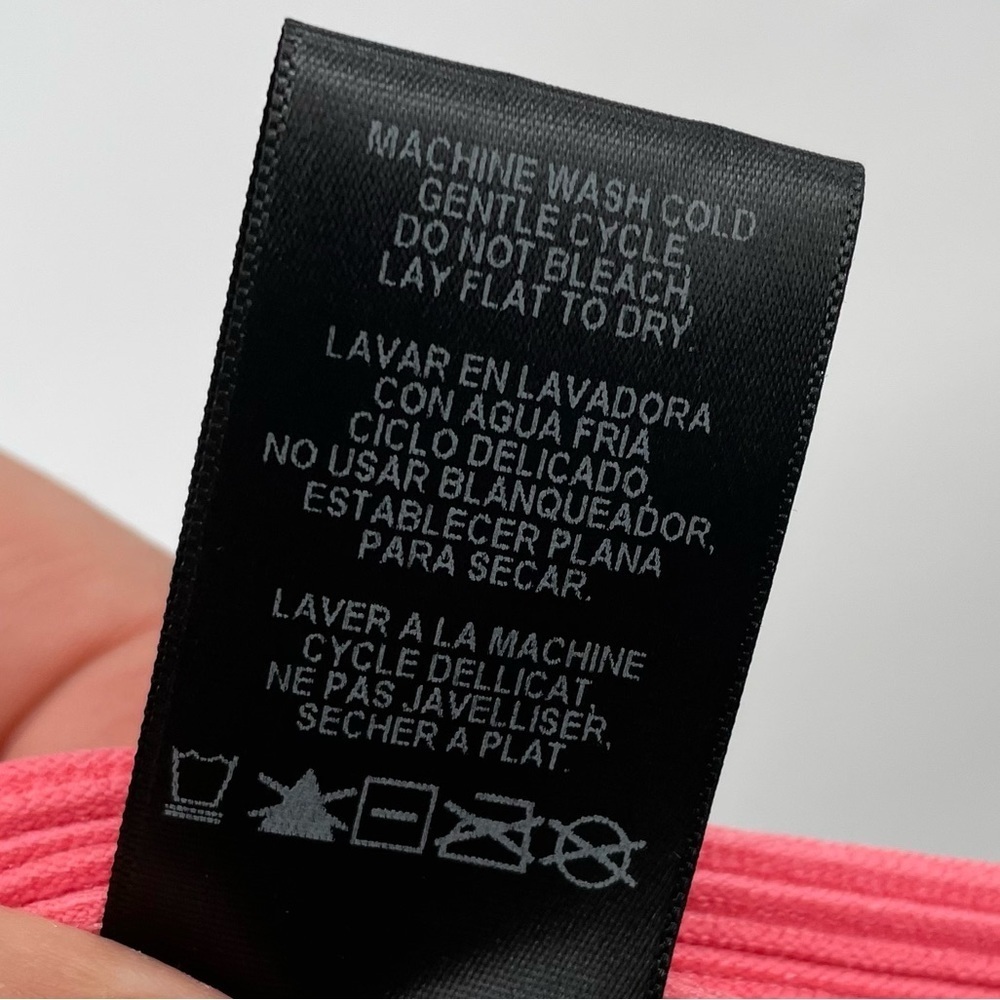 MACHINE WASH COLD
GENTLE CYCLE,
DO NOT BLEACH,
LAY FLAT TO DRY.
LAVAR EN LAVADORA
CON AGUA FRIA
CICLO DELICADO,
NO USAR BLANQUEADOR,
ESTABLECER PLANA
PARA SECAR.
LAVER A LA MACHINE
CYCLE DELLICAT,
NE PAS JAVELLISER,
SECHER A PLAT.